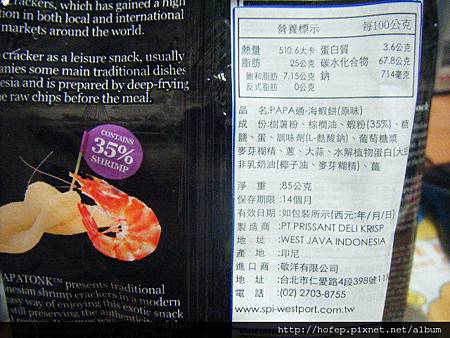 crackers, which has gained a high
tion in both local and international
markets around the world.
cracker as a leisure snack, usually
anies some main traditional dishes
nesia and is prepared by deep-frying
he raw chips before the meal.
CONTAINS
35%
SHRIMP
APATONK™ presents traditional
nesian shrimp crackers in a modern
asy way of enjoying this exotic snack
still preserving the authenticity of the
營養標示 每100公克
熱量 510.6大卡 蛋白質 3.6公克
脂肪 25公克 碳水化合物 67.8公克
飽和脂肪 7.15公克 鈉 714毫克
反式脂肪 0公克
品 名:PAPA通-海蝦餅(原味)
成 份:樹薯粉、棕櫚油、蝦粉(35%)、糖
鹽、蛋、調味劑(L-麩酸鈉)、葡萄糖漿
麥芽糊精、蔥、大蒜、水解植物蛋白(大豆
非乳奶油(椰子油、麥芽糊精)、薑
淨 重:85公克
保存期限:14個月
有效日期:如包裝所示(西元:年/月/日)
製造商:PT PRISSANT DELI KRISP
地 址:WEST JAVA INDONESIA
產 地:印尼
進口商:敬洋有限公司
地 址:台北市仁愛路4段398號11
電 話:(02) 2703-8755
www.spi-westport.com.tw
http://hofep.pixnet.net/album